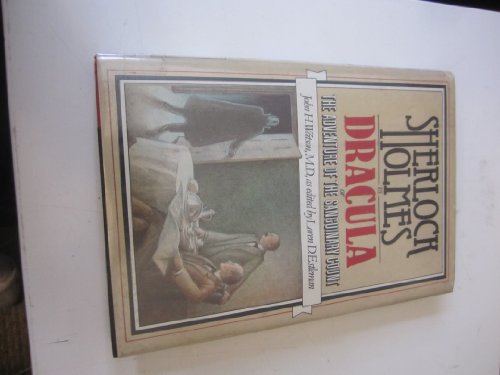 SHERLOCK
HOLMES
vs
DRACULA
or
THE ADVENTURE OF THE SANGUINARY COUNT
John H. Watson, M.D., as edited by Loren D. Estleman